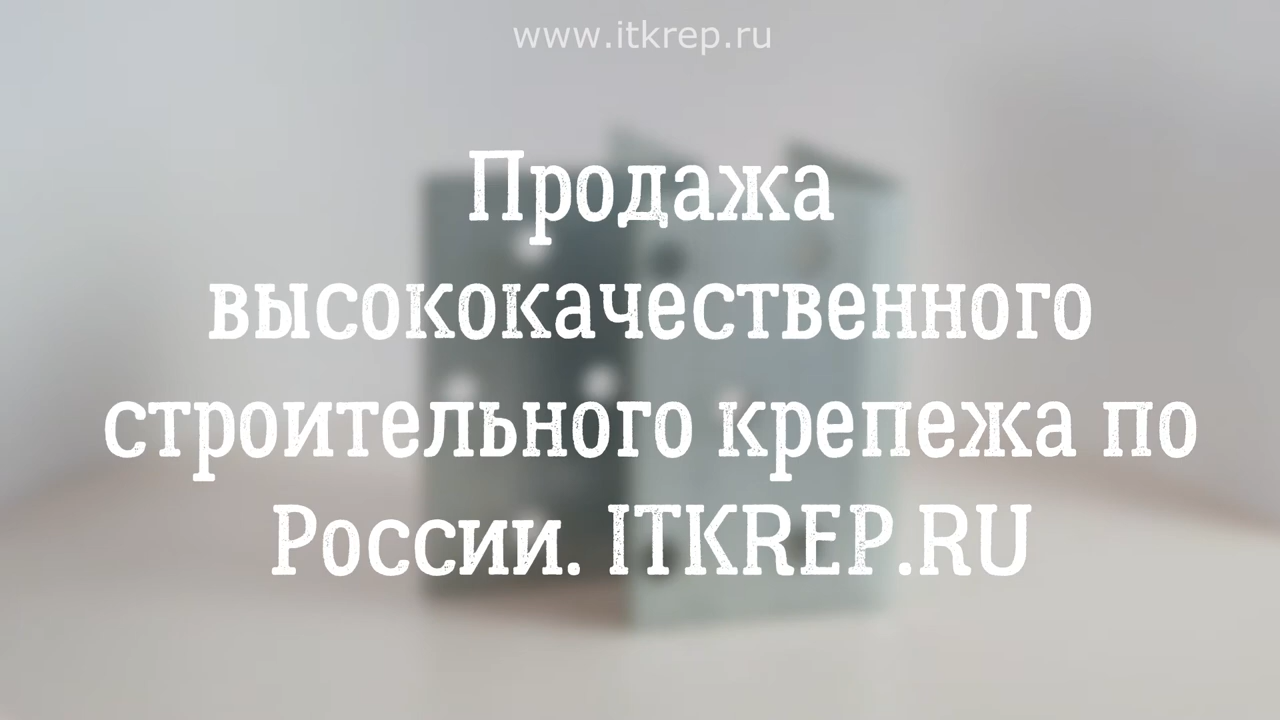 www.itkrep.ru
Продажа
высококачественного
строительного крепежа по
России. ITKREP.RU